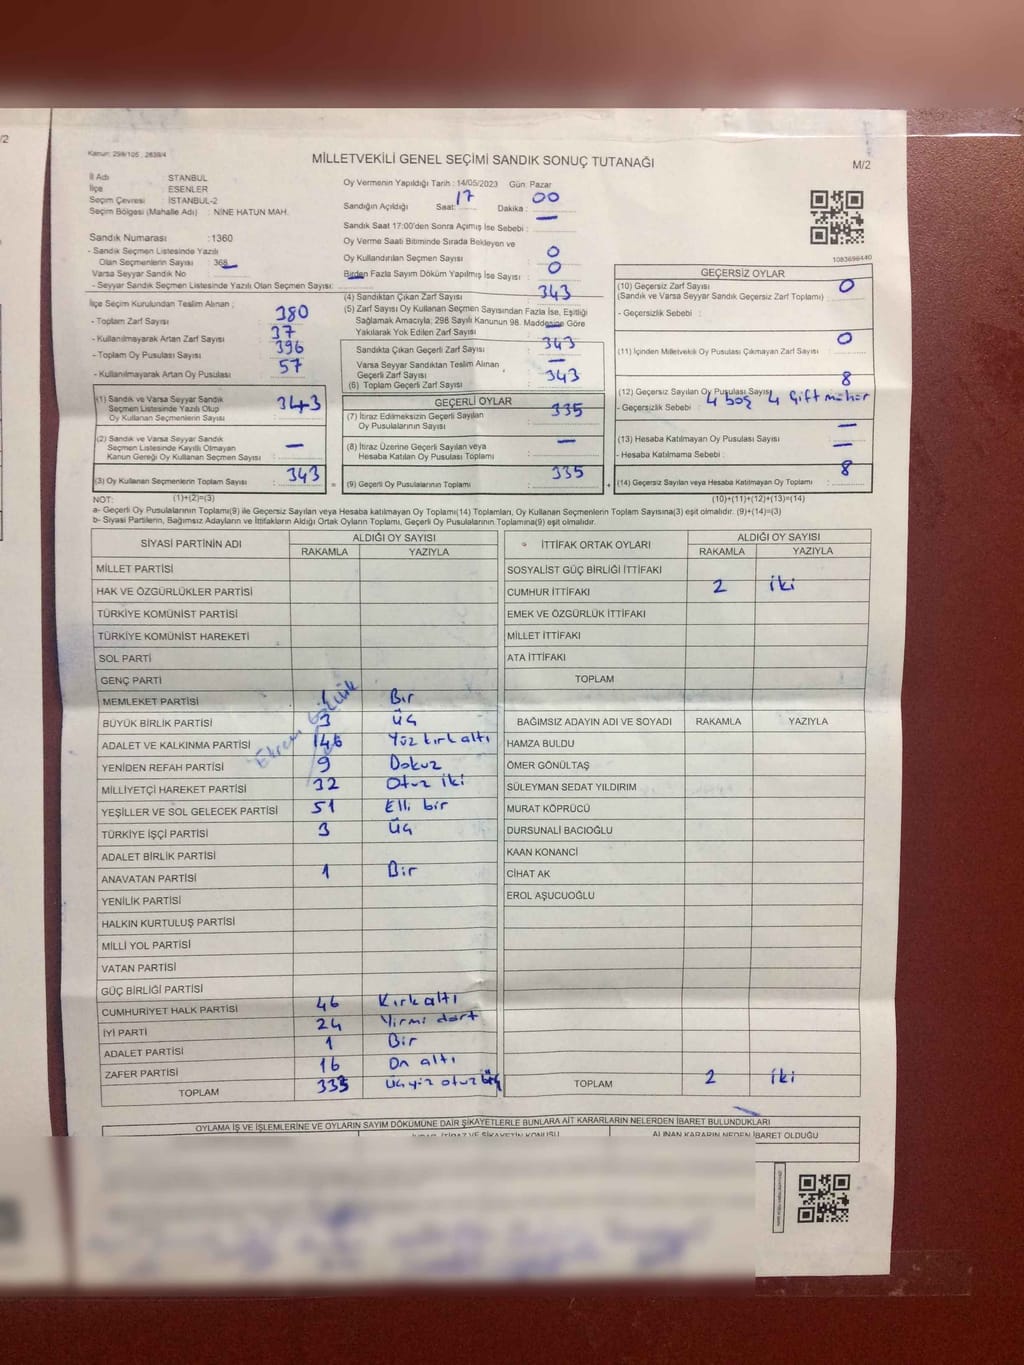 /2
Kanun: 298/105 , 2839/4
MİLLETVEKİLİ GENEL SEÇİMİ SANDIK SONUÇ TUTANAĞI
M/2
İl Adı STANBUL
İlçe : ESENLER
Seçim Çevresi : İSTANBUL-2
Seçim Bölgesi (Mahalle Adı) : NİNE HATUN MAH.
Oy Vermenin Yapıldığı Tarih : 14/05/2023 Gün: Pazar
Sandığın Açıldığı Saat: 17 Dakika : 00
Sandık Saat 17:00'den Sonra Açımış İse Sebebi : —
Oy Verme Saati Bitiminde Sırada Bekleyen ve
Oy Kullandırılan Seçmen Sayısı : 0
Birden Fazla Sayım Döküm Yapılmış İse Sayısı : 0
1083696440
Sandık Numarası :1360
- Sandık Seçmen Listesinde Yazılı
Olan Seçmenlerin Sayısı : 368
Varsa Seyyar Sandık No
- Seyyar Sandık Seçmen Listesinde Yazılı Olan Seçmen Sayısı:
İlçe Seçim Kurulundan Teslim Alınan ;
- Toplam Zarf Sayısı : 380
- Kullanılmayarak Artan Zarf Sayısı : 37
- Toplam Oy Pusulası Sayısı : 396
- Kullanılmayarak Artan Oy Pusulası : 57
(4) Sandıktan Çıkan Zarf Sayısı : 343
(5) Zarf Sayısı Oy Kullanan Seçmen Sayısından Fazla İse, Eşitliği
Sağlamak Amacıyla; 298 Sayılı Kanunun 98. Maddesine Göre
Yakılarak Yok Edilen Zarf Sayısı : —
Sandıkta Çıkan Geçerli Zarf Sayısı : 343
Varsa Seyyar Sandıktan Teslim Alınan
Geçerli Zarf Sayısı : —
(6) Toplam Geçerli Zarf Sayısı : 343
GEÇERSİZ OYLAR
(10) Geçersiz Zarf Sayısı : 0
(Sandık ve Varsa Seyyar Sandık Geçersiz Zarf Toplamı)
- Geçersizlik Sebebi :
(11) İçinden Milletvekili Oy Pusulası Çıkmayan Zarf Sayısı : 0
(12) Geçersiz Sayılan Oy Pusulası Sayısı : 8
- Geçersizlik Sebebi : 4 boş 4 Çift mühür
(13) Hesaba Katılmayan Oy Pusulası Sayısı : —
- Hesaba Katılmama Sebebi : —
(14) Geçersiz Sayılan veya Hesaba Katılmayan Oy Toplamı : 8
(1) Sandık ve Varsa Seyyar Sandık
Seçmen Listesinde Yazılı Olup
Oy Kullanan Seçmenlerin Sayısı : 343
(2) Sandık ve Varsa Seyyar Sandık
Seçmen Listesinde Kayıtlı Olmayan
Kanun Gereği Oy Kullanan Seçmen Sayısı : —
(3) Oy Kullanan Seçmenlerin Toplam Sayısı : 343 =
GEÇERLİ OYLAR
(7) İtiraz Edilmeksizin Geçerli Sayılan
Oy Pusulalarının Sayısı : 335
(8) İtiraz Üzerine Geçerli Sayılan veya
Hesaba Katılan Oy Pusulası Toplamı : —
(9) Geçerli Oy Pusulalarının Toplamı : 335 +
NOT: (1)+(2)=(3)
(10)+(11)+(12)+(13)=(14)
a- Geçerli Oy Pusulalarının Toplamı(9) ile Geçersiz Sayılan veya Hesaba katılmayan Oy Toplamı(14) Toplamları, Oy Kullanan Seçmenlerin Toplam Sayısına(3) eşit olmalıdır. (9)+(14)=(3)
b- Siyasi Partilerin, Bağımsız Adayların ve İttifakların Aldığı Ortak Oyların Toplamı, Geçerli Oy Pusulalarının Toplamına(9) eşit olmalıdır.
SİYASİ PARTİNİN ADI ALDIĞI OY SAYISI
RAKAMLA YAZIYLA
MİLLET PARTİSİ
HAK VE ÖZGÜRLÜKLER PARTİSİ
TÜRKİYE KOMÜNİST PARTİSİ
TÜRKİYE KOMÜNİST HAREKETİ
SOL PARTİ
GENÇ PARTİ
MEMLEKET PARTİSİ 1 Bir
BÜYÜK BİRLİK PARTİSİ 3 üç
ADALET VE KALKINMA PARTİSİ 146 Yüz kırk altı
YENİDEN REFAH PARTİSİ 9 Dokuz
MİLLİYETÇİ HAREKET PARTİSİ 32 Otuz iki
YEŞİLLER VE SOL GELECEK PARTİSİ 51 Elli bir
TÜRKİYE İŞÇİ PARTİSİ 3 üç
ADALET BİRLİK PARTİSİ
ANAVATAN PARTİSİ 1 Bir
YENİLİK PARTİSİ
HALKIN KURTULUŞ PARTİSİ
MİLLİ YOL PARTİSİ
VATAN PARTİSİ
GÜÇ BİRLİĞİ PARTİSİ
CUMHURİYET HALK PARTİSİ 46 Kırk altı
İYİ PARTİ 24 Yirmi dört
ADALET PARTİSİ 1 Bir
ZAFER PARTİSİ 16 On altı
TOPLAM 333 üçyüz otuz üç
İTTİFAK ORTAK OYLARI ALDIĞI OY SAYISI
RAKAMLA YAZIYLA
SOSYALİST GÜÇ BİRLİĞİ İTTİFAKI
CUMHUR İTTİFAKI 2 iki
EMEK VE ÖZGÜRLÜK İTTİFAKI
MİLLET İTTİFAKI
ATA İTTİFAKI
TOPLAM
BAĞIMSIZ ADAYIN ADI VE SOYADI RAKAMLA YAZIYLA
HAMZA BULDU
ÖMER GÖNÜLTAŞ
SÜLEYMAN SEDAT YILDIRIM
MURAT KÖPRÜCÜ
DURSUNALİ BACIOĞLU
KAAN KONANCİ
CİHAT AK
EROL AŞUCUOĞLU
TOPLAM 2 iki
OYLAMA İŞ VE İŞLEMLERİNE VE OYLARIN SAYIM DÖKÜMÜNE DAİR ŞİKAYETLERLE BUNLARA AİT KARARLARIN NELERDEN İBARET BULUNDUKLARI
İTİRAZ VE ŞİKAYETİN KONUSU ALINAN KARARIN NEDEN İBARET OLDUĞU